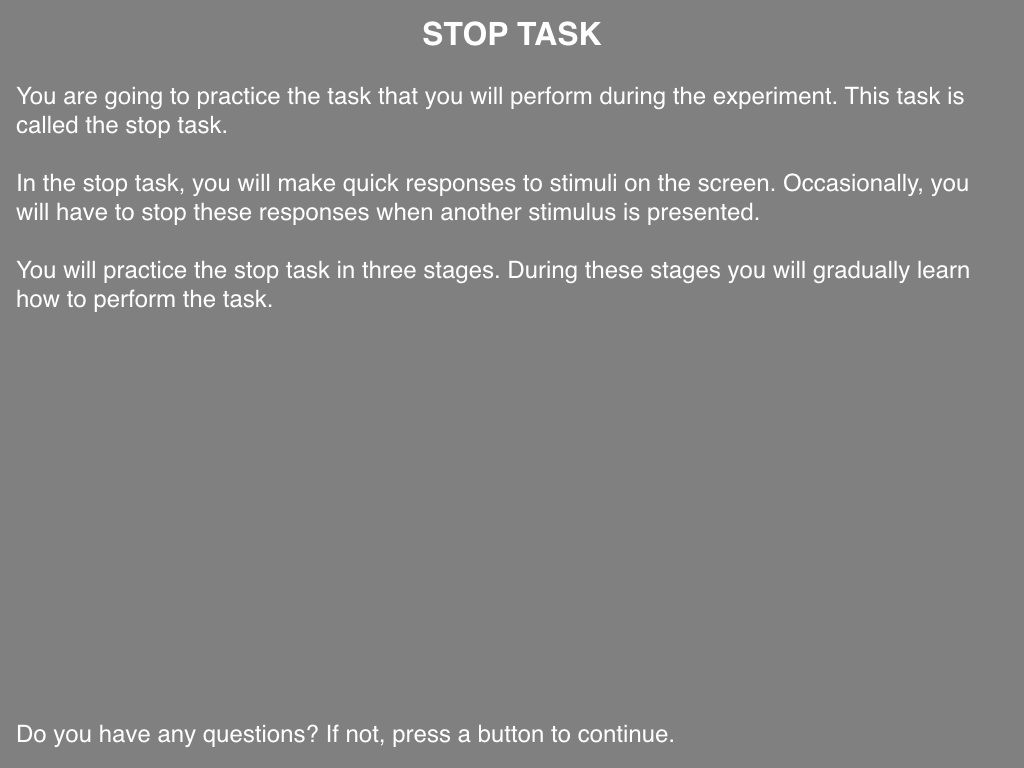 STOP TASK
You are going to practice the task that you will perform during the experiment. This task is
called the stop task.
In the stop task, you will make quick responses to stimuli on the screen. Occasionally, you
will have to stop these responses when another stimulus is presented.
You will practice the stop task in three stages. During these stages you will gradually learn
how to perform the task.
Do you have any questions? If not, press a button to continue.